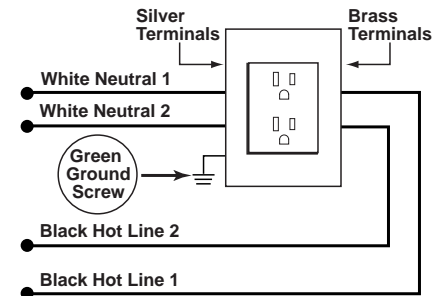 Silver
Terminals
Brass
Terminals
White Neutral 1
White Neutral 2
Green
Ground
Screw
Black Hot Line 2
Black Hot Line 1